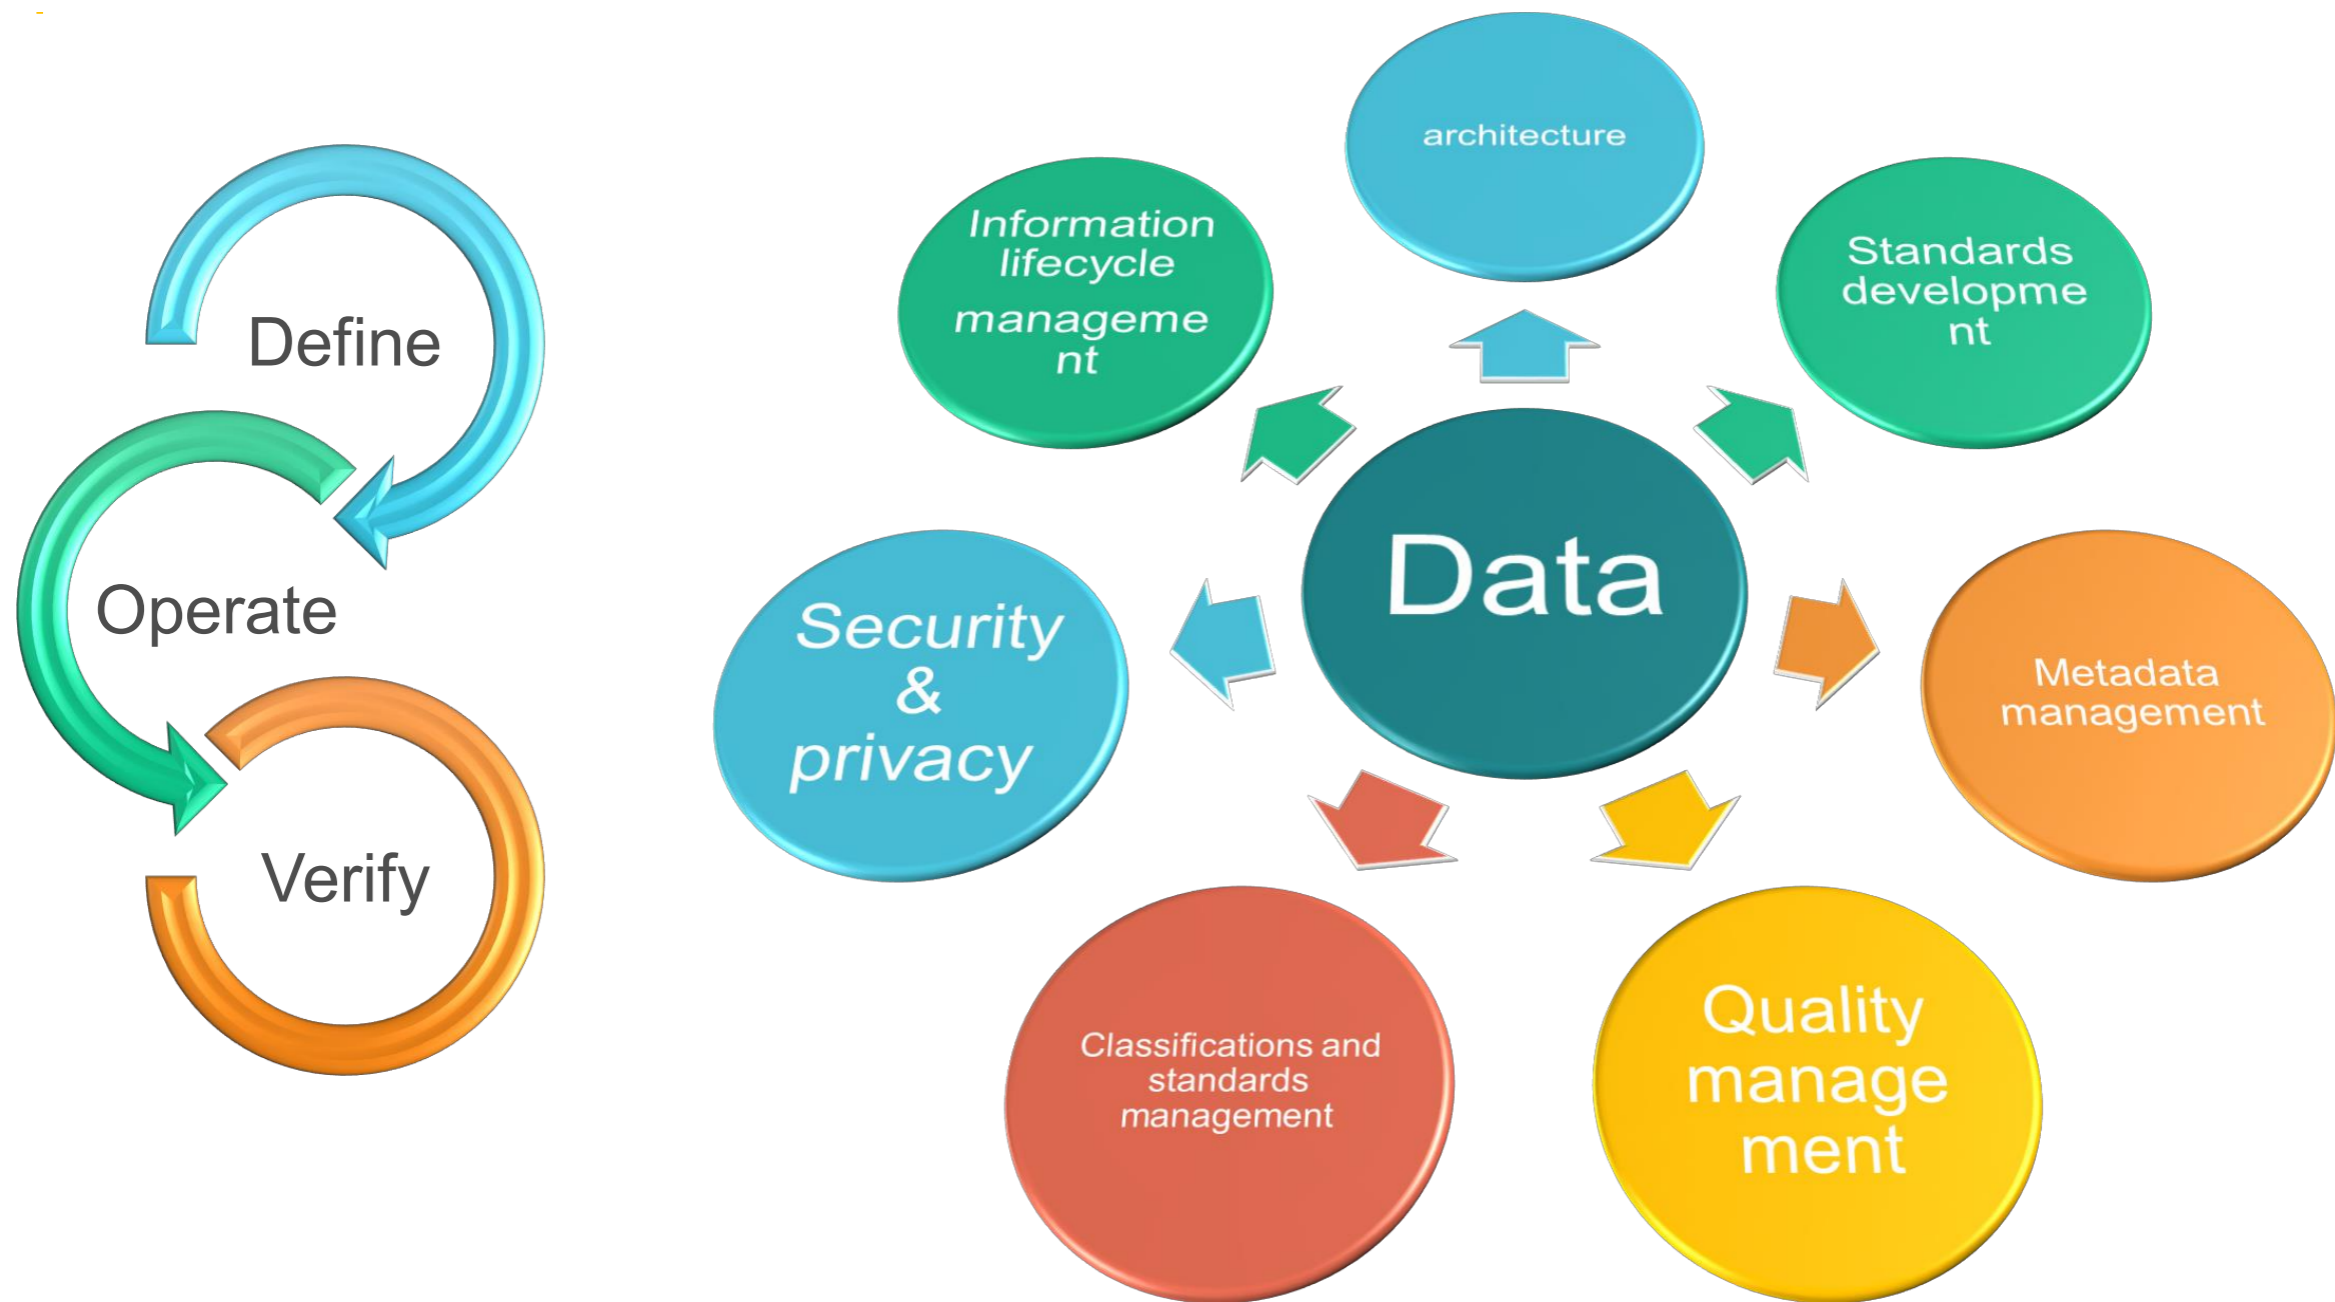 Define
Operate
Verify
architecture
Standards
developme
nt
Metadata
management
Quality
manage
ment
Classifications and
standards
management
Security
&
privacy
Information
lifecycle
manageme
nt
Data